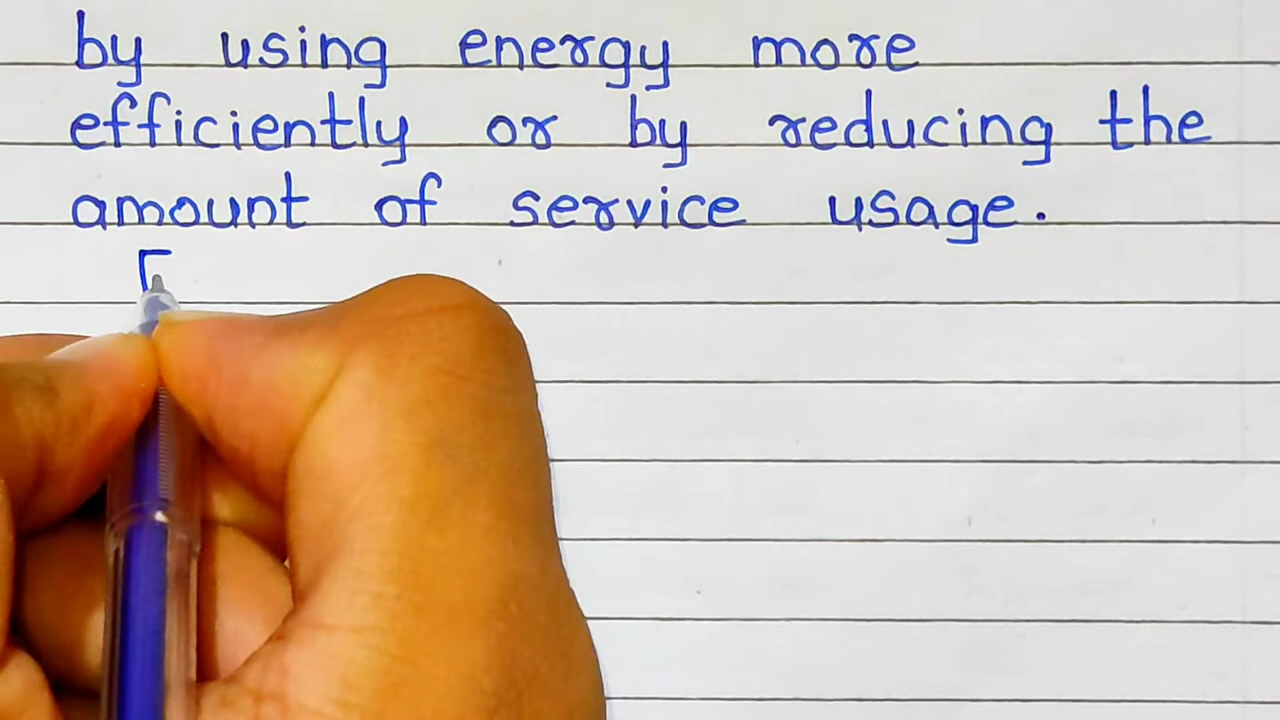 by using energy more
efficiently or by reducing the
amount of service usage.